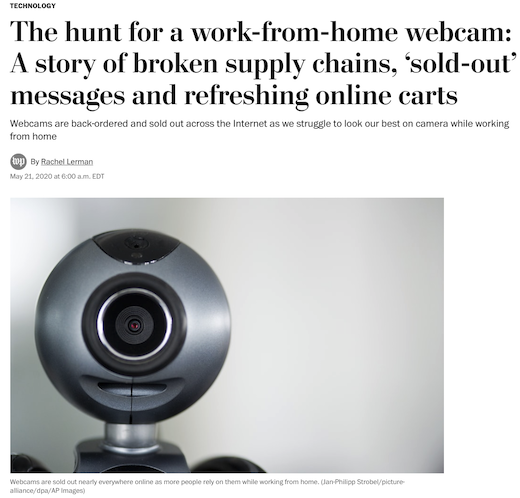 TECHNOLOGY
The hunt for a work-from-home webcam:
A story of broken supply chains, ‘sold-out’
messages and refreshing online carts
Webcams are back-ordered and sold out across the Internet as we struggle to look our best on camera while working
from home
wp
By Rachel Lerman
May 21, 2020 at 6:00 a.m. EDT
Webcams are sold out nearly everywhere online as more people rely on them while working from home. (Jan-Philipp Strobel/picture-
alliance/dpa/AP Images)